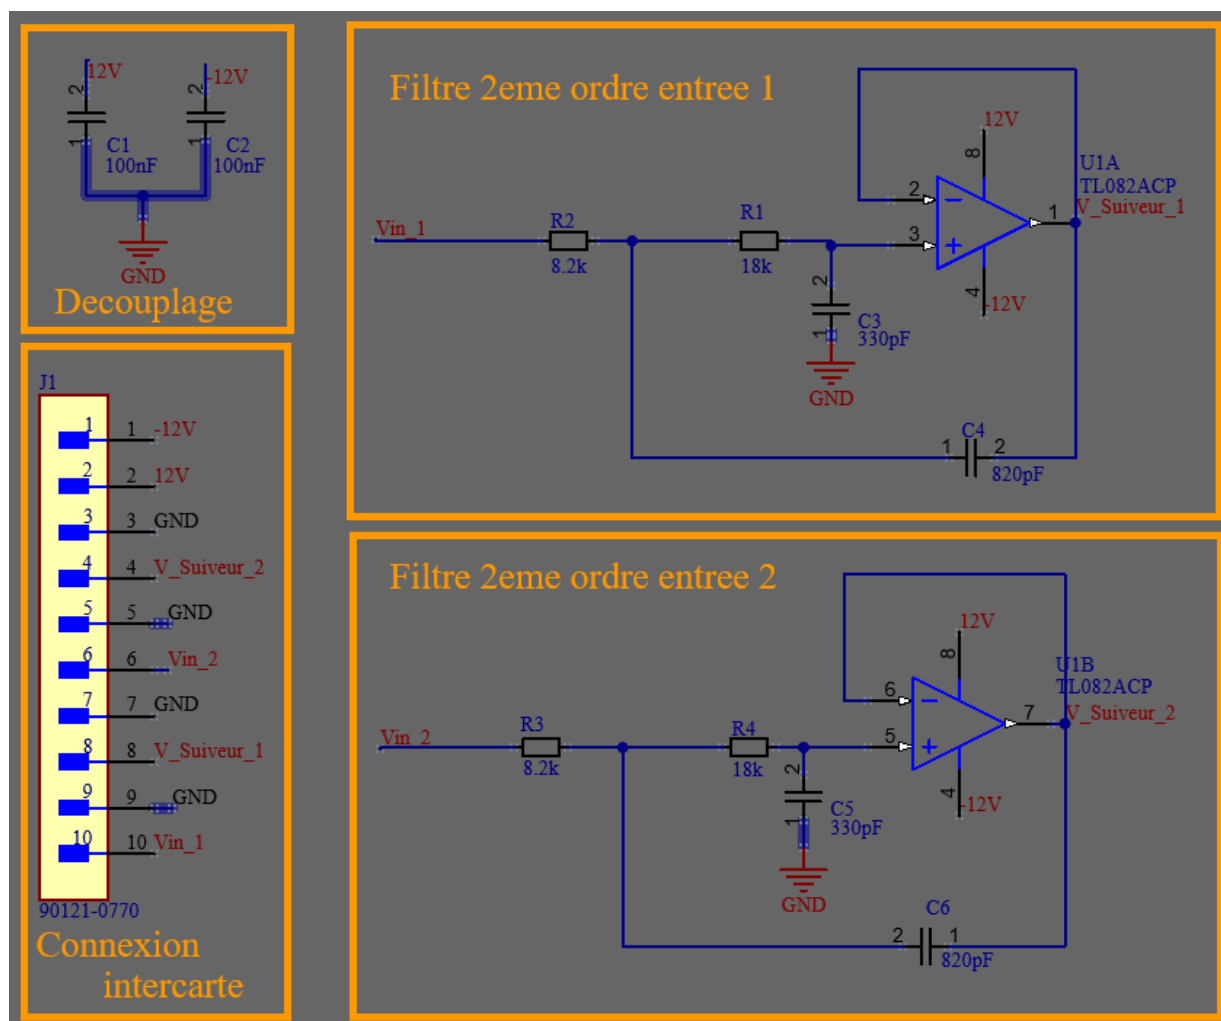 12V
-12V
2
2
1
1
C1
C2
100nF
100nF
GND
Decouplage
J1
1
1
-12V
2
2
12V
3
3
GND
4
4
V_Suiveur_2
5
5
GND
6
6
Vin_2
7
7
GND
8
8
V_Suiveur_1
9
9
GND
10
10
Vin_1
90121-0770
Connexion
intercarte
Filtre 2eme ordre entree 1
12V
8
U1A
TL082ACP
2
V_Suiveur_1
1
Vin_1
R2
R1
3
8.2k
18k
2
4
-12V
C3
1
330pF
GND
C4
1
2
820pF
Filtre 2eme ordre entree 2
12V
8
U1B
TL082ACP
6
V_Suiveur_2
7
Vin_2
R3
R4
5
8.2k
18k
2
4
-12V
C5
1
330pF
GND
C6
2
1
820pF